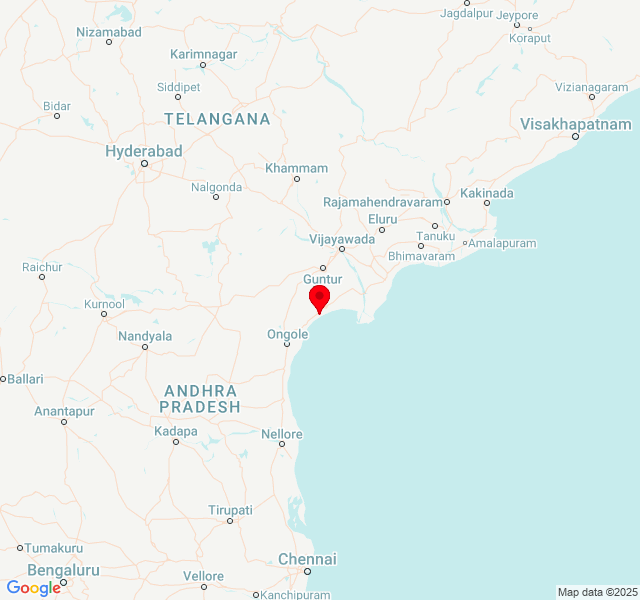 Jagdalpur
Jeypore
Nizamabad
Koraput
Karimnagar
Siddipet
Vizianagaram
Bidar
TELANGANA
Visakhapatnam
Hyderabad
Khammam
Nalgonda
Kakinada
Rajamahendravaram
Eluru
Tanuku
Vijayawada
Amalapuram
Bhimavaram
Raichur
Guntur
Kurnool
Ongole
Nandyala
Ballari
ANDHRA
PRADESH
Anantapur
Kadapa
Nellore
Tirupati
Tumakuru
Chennai
Bengaluru
Vellore
Google
Kanchipuram
Map data ©2025